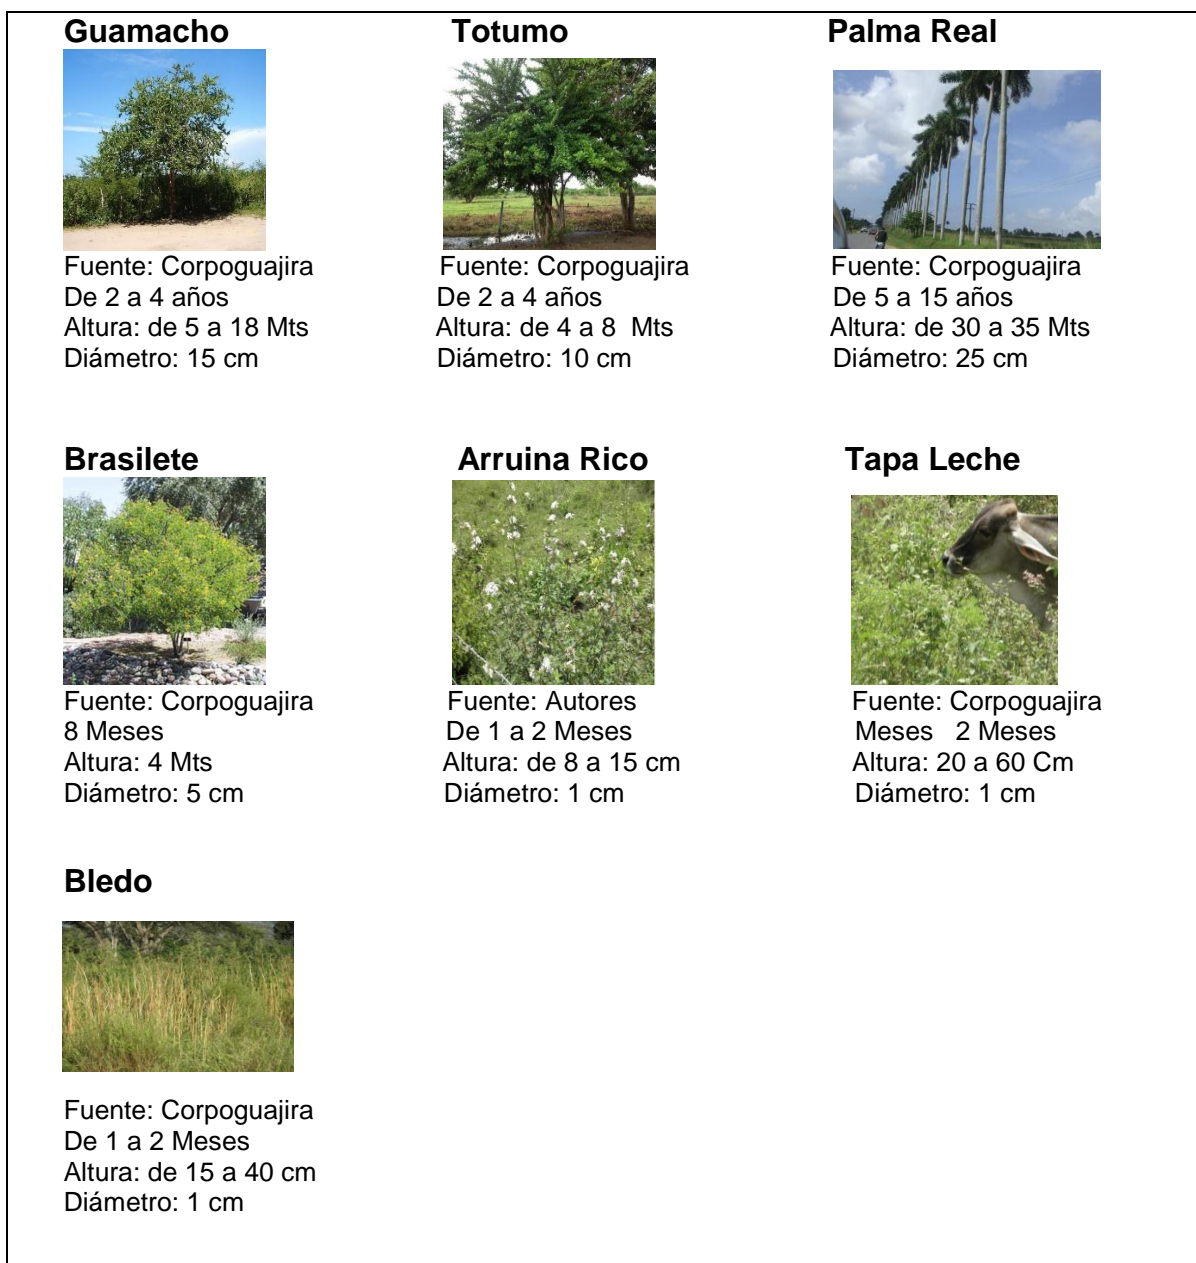 Guamacho Totumo Palma Real
Fuente: Corpoguajira Fuente: Corpoguajira Fuente: Corpoguajira
De 2 a 4 años De 2 a 4 años De 5 a 15 años
Altura: de 5 a 18 Mts Altura: de 4 a 8 Mts Altura: de 30 a 35 Mts
Diámetro: 15 cm Diámetro: 10 cm Diámetro: 25 cm
Brasilete Arruina Rico Tapa Leche
Fuente: Corpoguajira Fuente: Autores Fuente: Corpoguajira
8 Meses De 1 a 2 Meses Meses 2 Meses
Altura: 4 Mts Altura: de 8 a 15 cm Altura: 20 a 60 Cm
Diámetro: 5 cm Diámetro: 1 cm Diámetro: 1 cm
Bledo
Fuente: Corpoguajira
De 1 a 2 Meses
Altura: de 15 a 40 cm
Diámetro: 1 cm